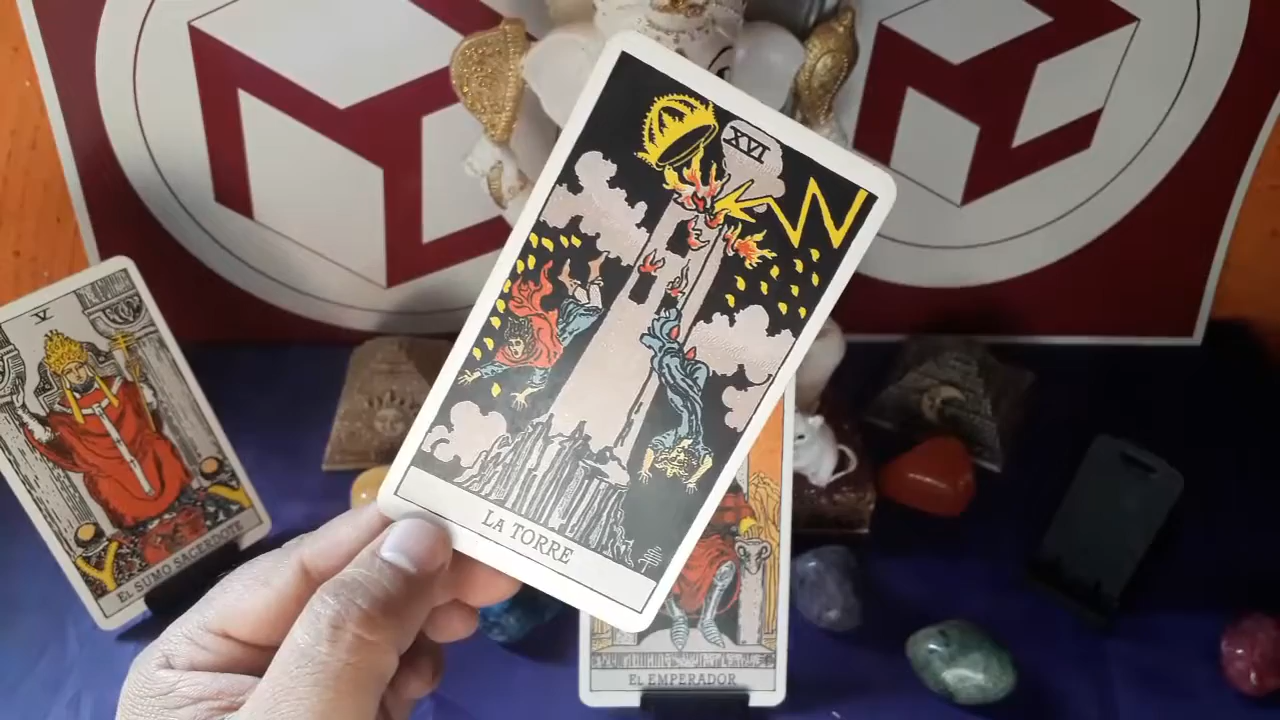 XVI
LA TORRE
V
EL SUMO SACERDOTE
EL EMPERADOR